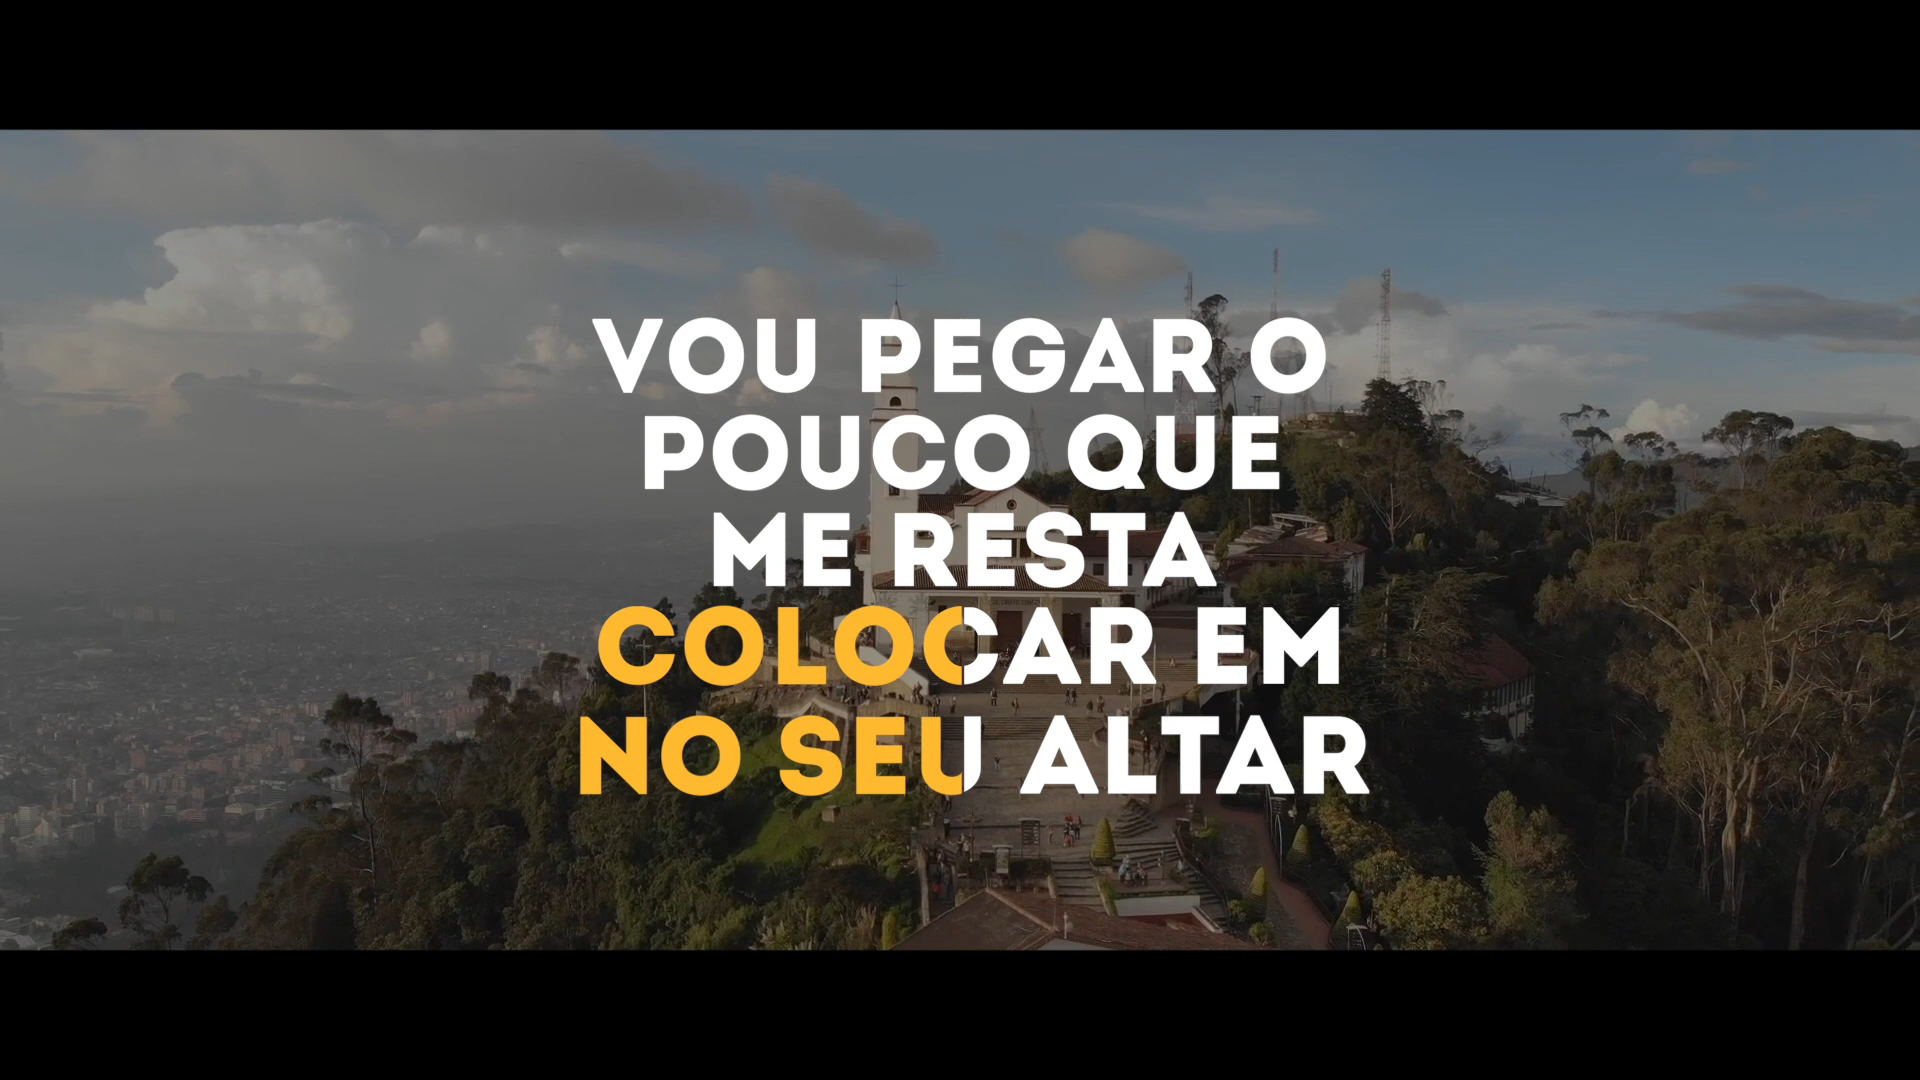 VOU PEGAR O
POUCO QUE
ME RESTA
COLOCAR EM
NO SEU ALTAR